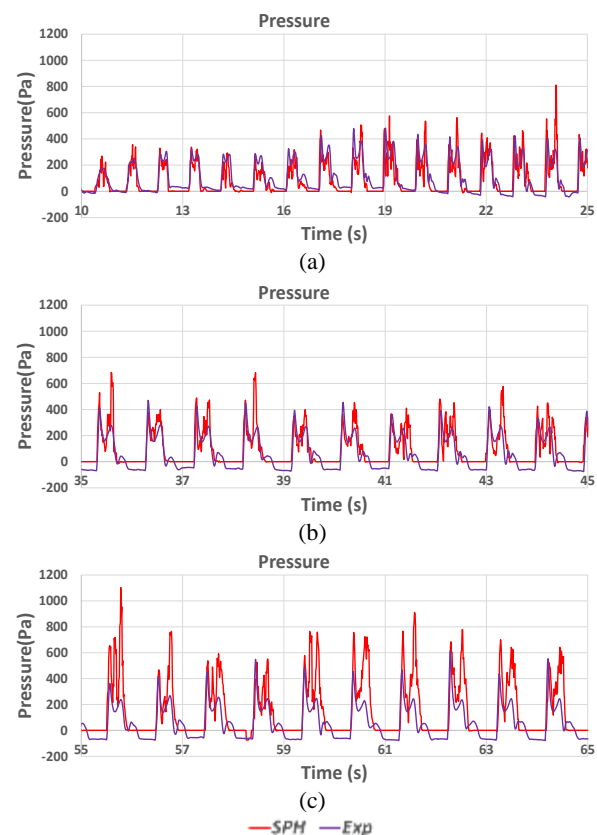 Pressure
1200
1000
800
600
400
200
0
-200
Pressure(Pa)
10 13 16 19 22 25
Time (s)
(a)
Pressure
1200
1000
800
600
400
200
0
-200
Pressure(Pa)
35 37 39 41 43 45
Time (s)
(b)
Pressure
1200
1000
800
600
400
200
0
-200
Pressure(Pa)
55 57 59 61 63 65
Time (s)
(c)
SPH Exp